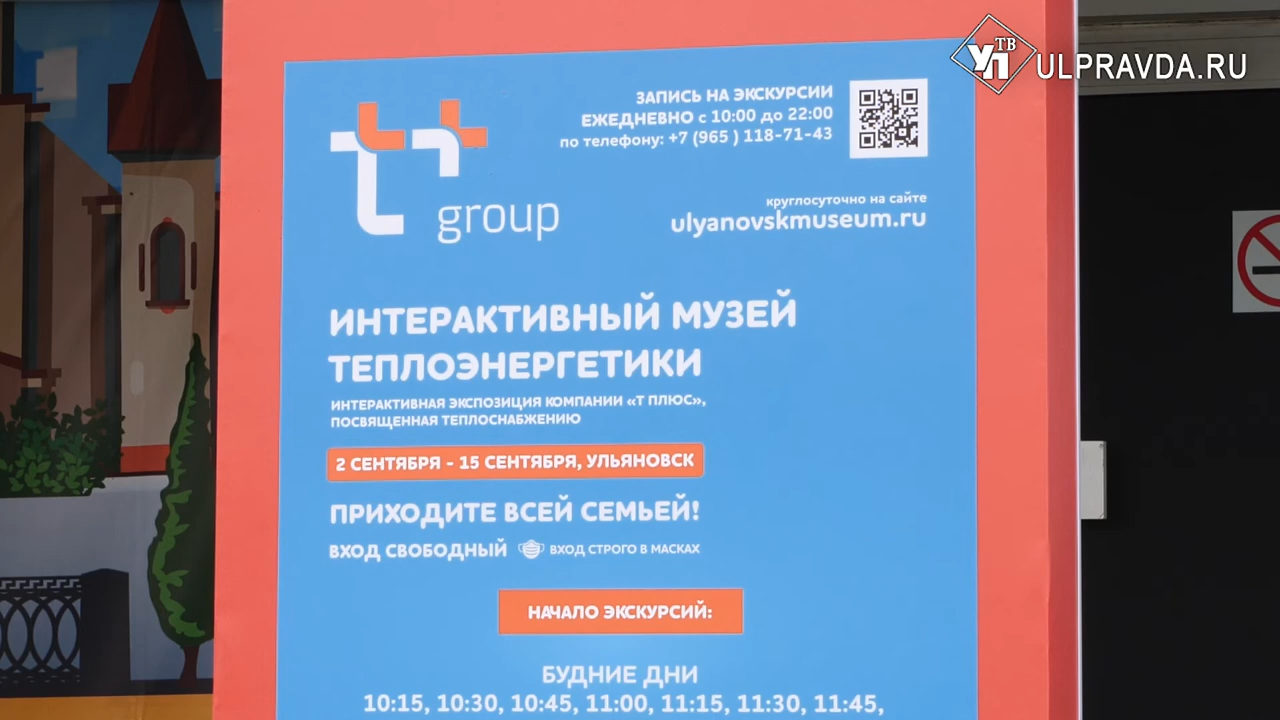 УП ТВ
ULPRAVDA.RU
ЗАПИСЬ НА ЭКСКУРСИИ
ЕЖЕДНЕВНО с 10:00 до 22:00
по телефону: +7 (965 ) 118-71-43
круглосуточно на сайте
ulyanovskmuseum.ru
t+ group
ИНТЕРАКТИВНЫЙ МУЗЕЙ
ТЕПЛОЭНЕРГЕТИКИ
ИНТЕРАКТИВНАЯ ЭКСПОЗИЦИЯ КОМПАНИИ «Т ПЛЮС»,
ПОСВЯЩЕННАЯ ТЕПЛОСНАБЖЕНИЮ
2 СЕНТЯБРЯ - 15 СЕНТЯБРЯ, УЛЬЯНОВСК
ПРИХОДИТЕ ВСЕЙ СЕМЬЕЙ!
ВХОД СВОБОДНЫЙ ВХОД СТРОГО В МАСКАХ
НАЧАЛО ЭКСКУРСИЙ:
БУДНИЕ ДНИ
10:15, 10:30, 10:45, 11:00, 11:15, 11:30, 11:45,